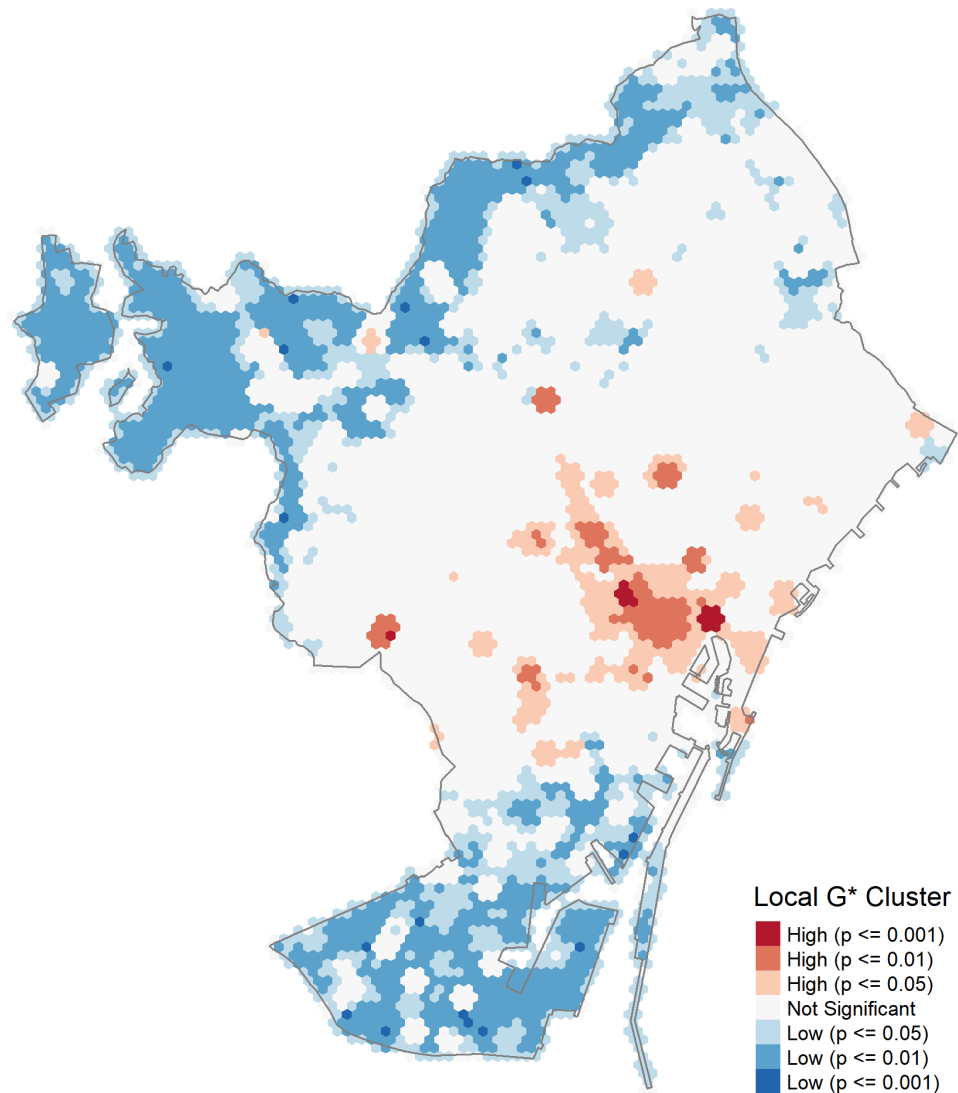 Local G* Cluster
High (p <= 0.001)
High (p <= 0.01)
High (p <= 0.05)
Not Significant
Low (p <= 0.05)
Low (p <= 0.01)
Low (p <= 0.001)